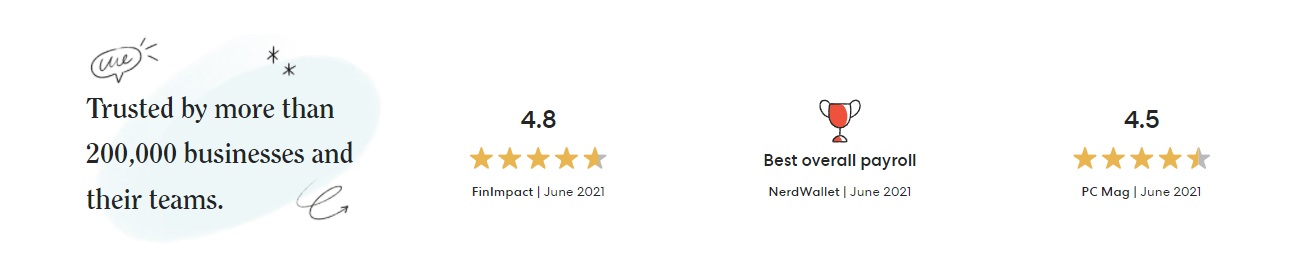 me
Trusted by more than
200,000 businesses and
their teams.
4.8
FinImpact | June 2021
Best overall payroll
NerdWallet | June 2021
4.5
PC Mag | June 2021